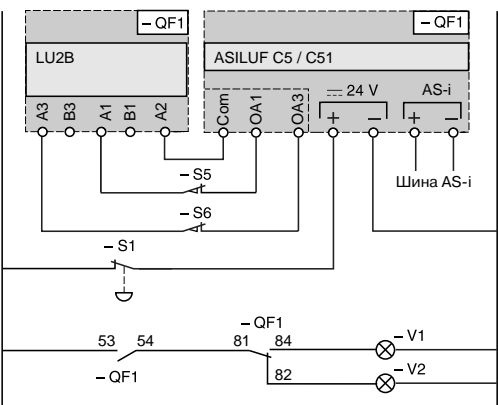 – QF1
– QF1
LU2B
ASILUF C5 / C51
A3 B3 A1 B1 A2
Com OA1 OA3
24 V
AS-i
+ – + –
Шина AS-i
– S5
– S6
– S1
– QF1
53 54 81 84
– V1
– QF1
82
– V2